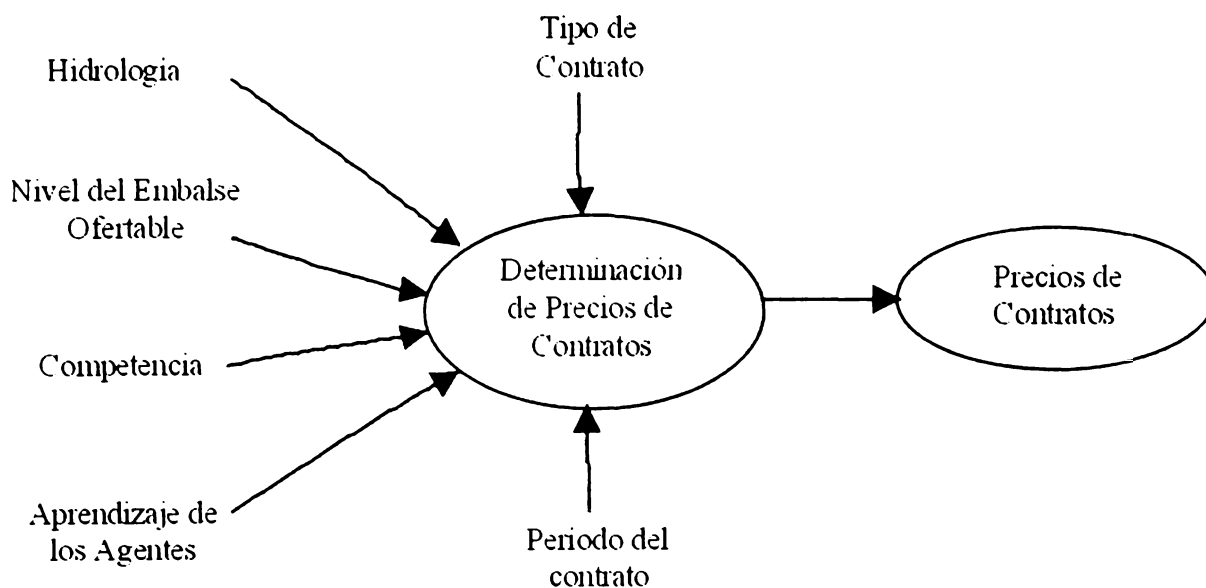 Tipo de
Contrato
Hidrologia
Nivel del Embalse
Ofertable
Competencia
Aprendizaje de
los Agentes
Determinación
de Precios de
Contratos
Precios de
Contratos
Periodo del
contrato